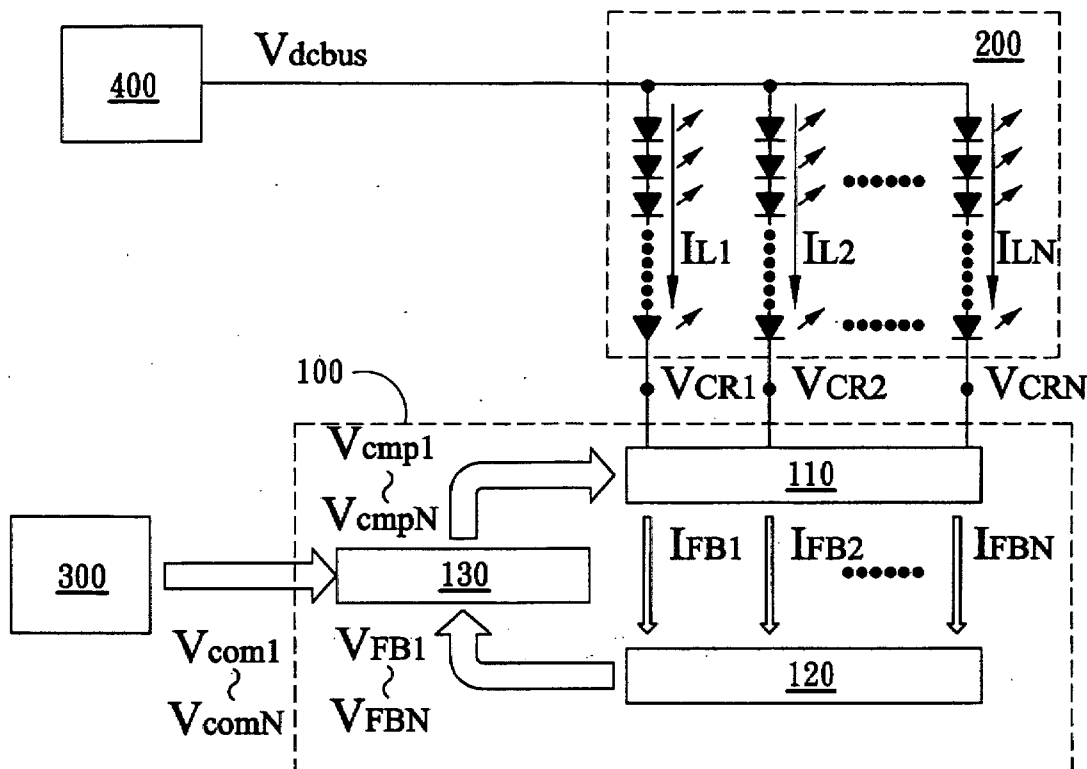 400
Vdcbus
200
IL1
IL2
ILN
VCR1
VCR2
VCRN
100
Vcmp1
~
VcmpN
110
300
130
IFB1
IFB2
IFBN
Vcom1
~
VcomN
VFB1
~
VFBN
120